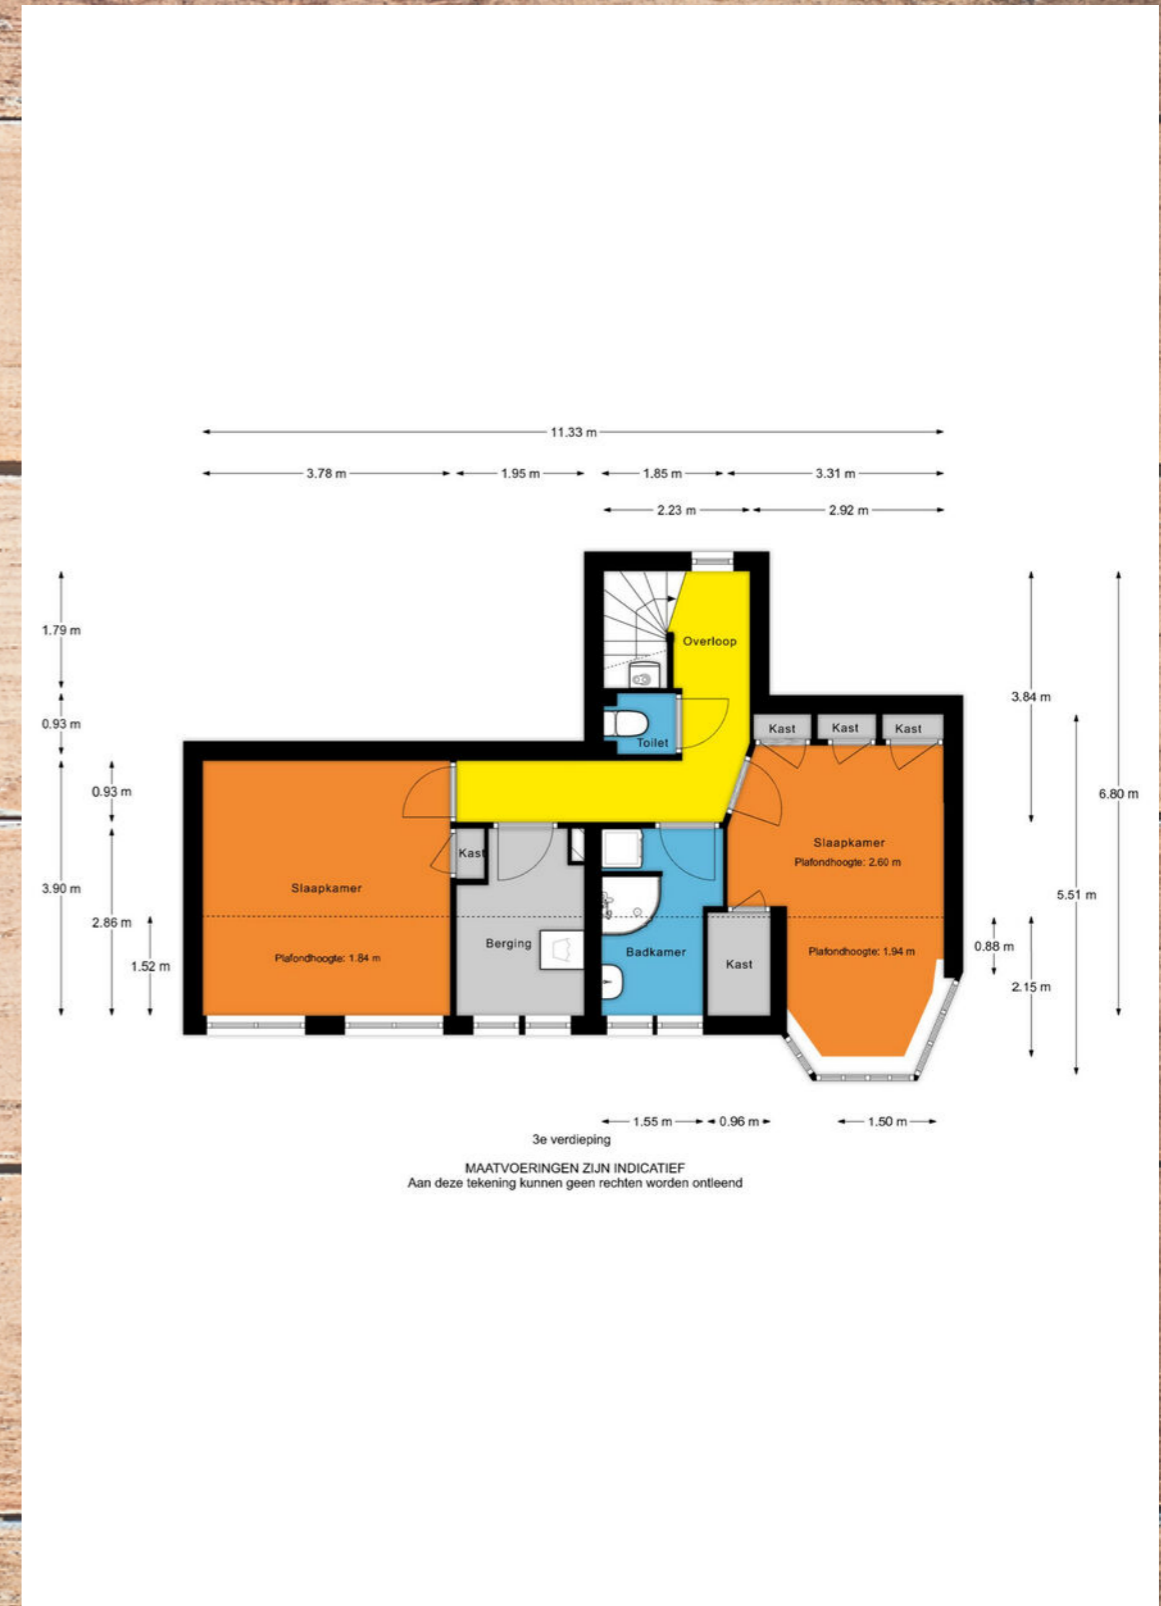 11.33 m
3.78 m
1.95 m
1.85 m
3.31 m
2.23 m
2.92 m
1.79 m
0.93 m
3.90 m
0.93 m
2.86 m
1.52 m
3.84 m
6.80 m
5.51 m
0.88 m
2.15 m
Overloop
Toilet
Kast
Kast
Kast
Slaapkamer
Plafondhoogte: 2.60 m
Kast
Slaapkamer
Berging
Badkamer
Plafondhoogte: 1.84 m
Plafondhoogte: 1.94 m
Kast
1.55 m
0.96 m
1.50 m
3e verdieping
MAATVOERINGEN ZIJN INDICATIEF
Aan deze tekening kunnen geen rechten worden ontleend